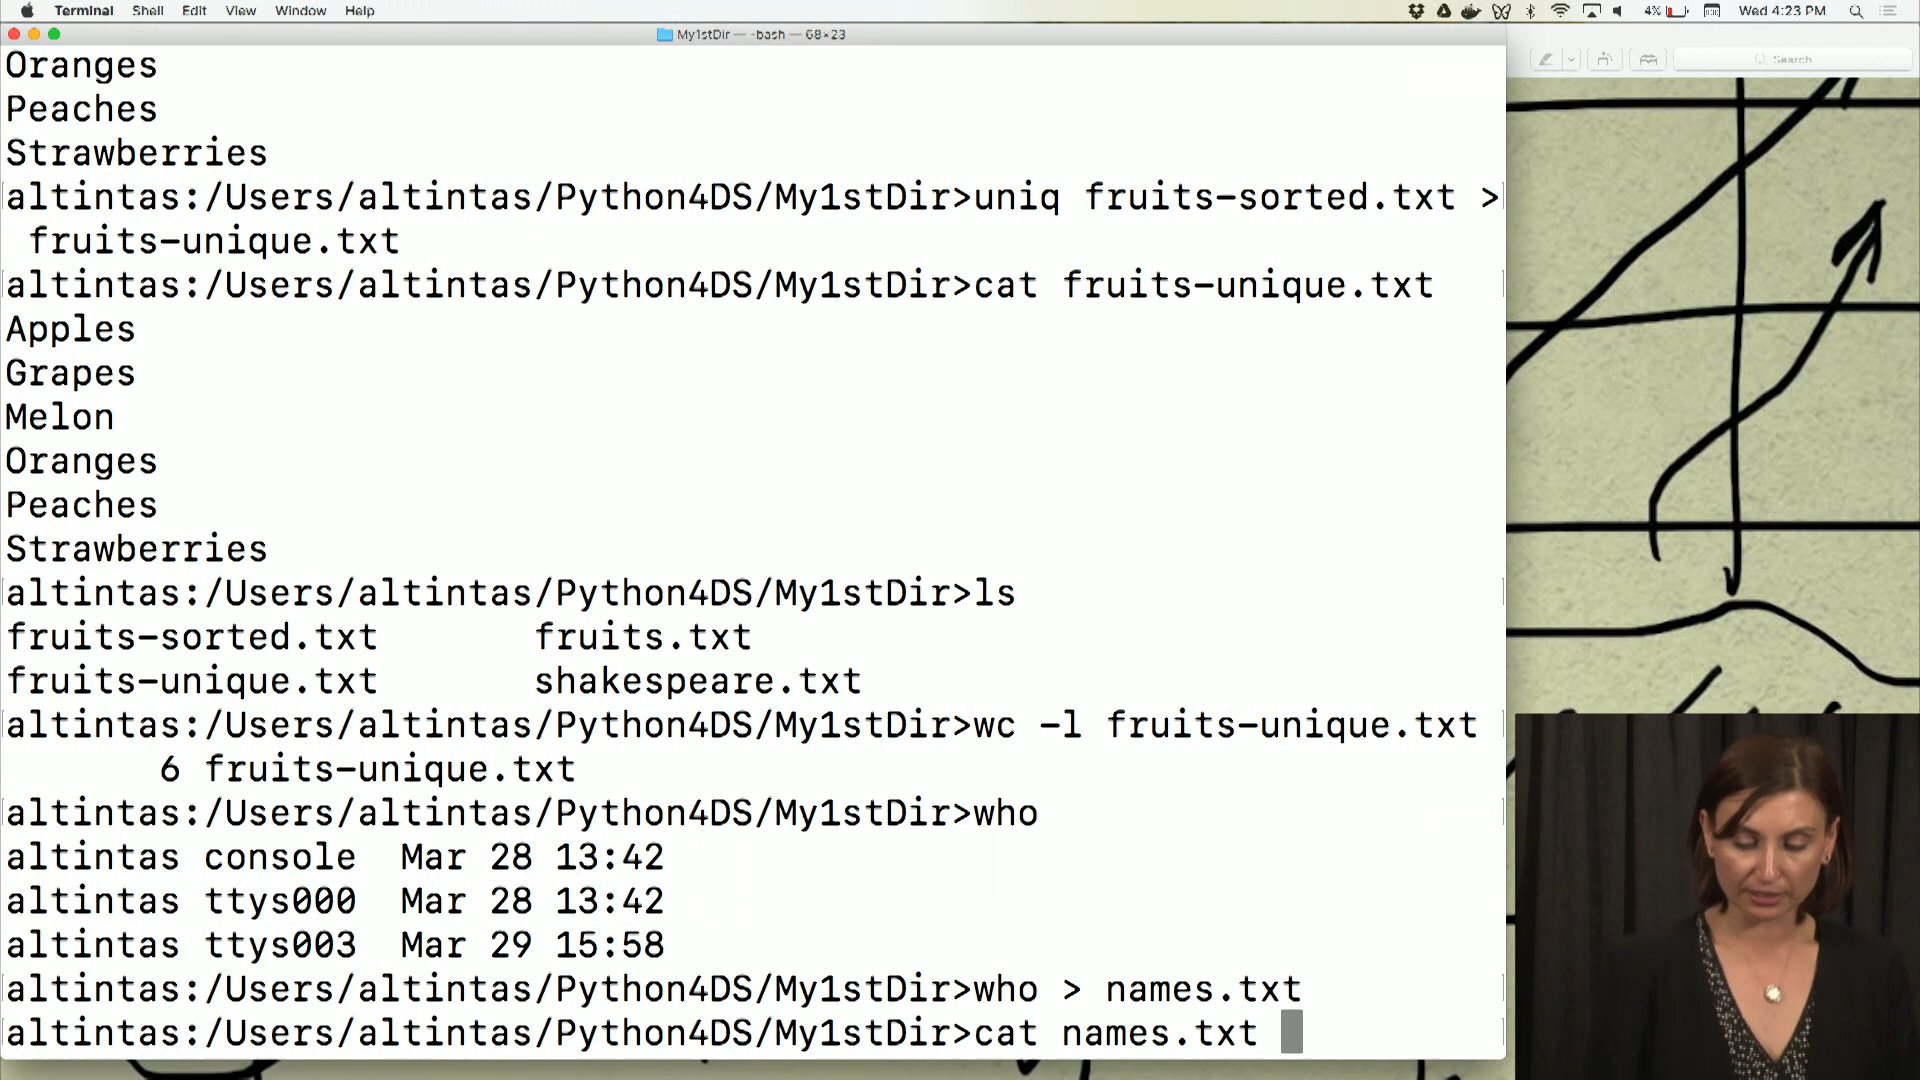 Terminal Shell Edit View Window Help 4% Wed 4:23 PM
My1stDir — -bash — 68×23
Search
Oranges
Peaches
Strawberries
altintas:/Users/altintas/Python4DS/My1stDir>uniq fruits-sorted.txt >
fruits-unique.txt
altintas:/Users/altintas/Python4DS/My1stDir>cat fruits-unique.txt
Apples
Grapes
Melon
Oranges
Peaches
Strawberries
altintas:/Users/altintas/Python4DS/My1stDir>ls
fruits-sorted.txt fruits.txt
fruits-unique.txt shakespeare.txt
altintas:/Users/altintas/Python4DS/My1stDir>wc -l fruits-unique.txt
6 fruits-unique.txt
altintas:/Users/altintas/Python4DS/My1stDir>who
altintas console Mar 28 13:42
altintas ttys000 Mar 28 13:42
altintas ttys003 Mar 29 15:58
altintas:/Users/altintas/Python4DS/My1stDir>who > names.txt
altintas:/Users/altintas/Python4DS/My1stDir>cat names.txt